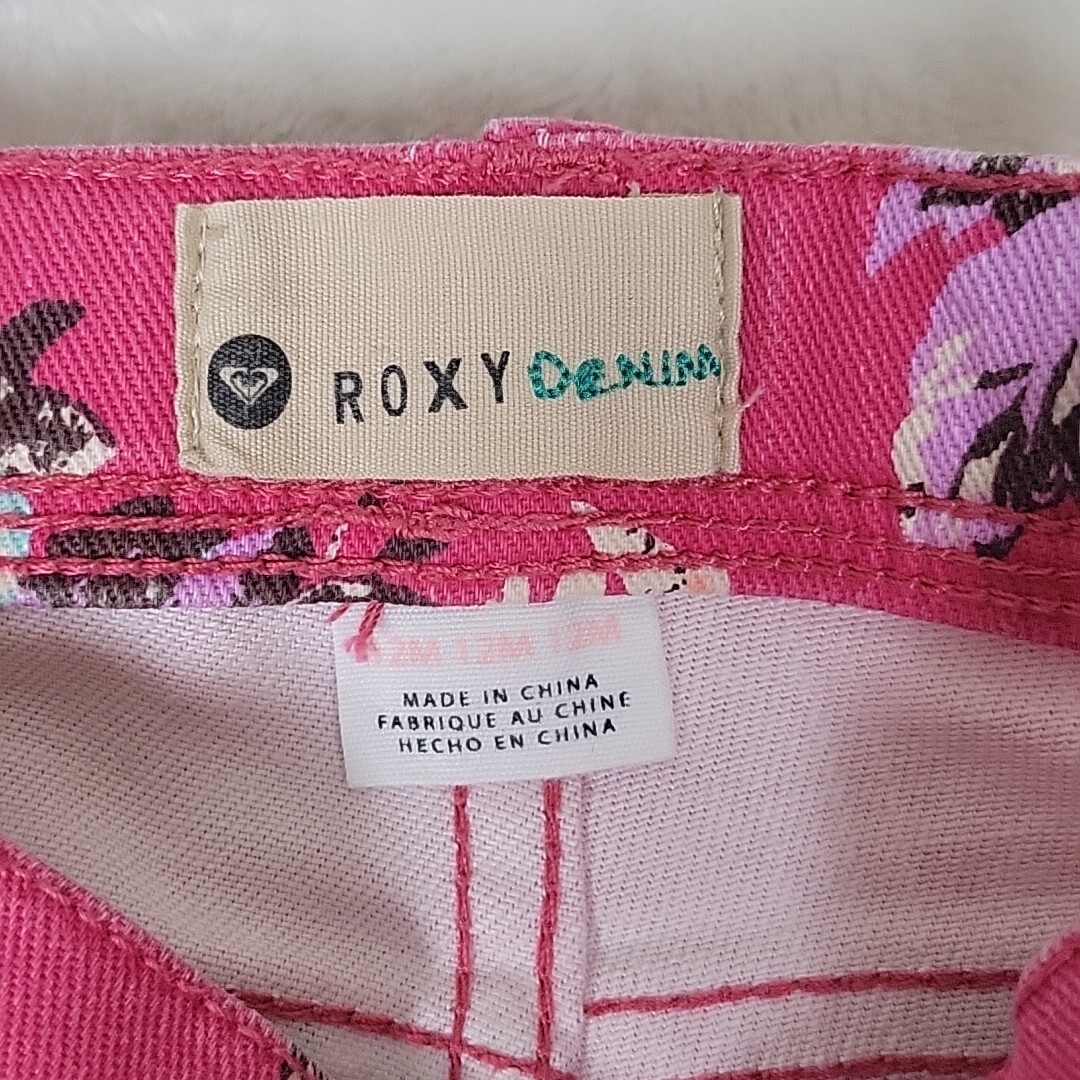 ROXY DENIM
12M 12M 12M
MADE IN CHINA
FABRIQUE AU CHINE
HECHO EN CHINA